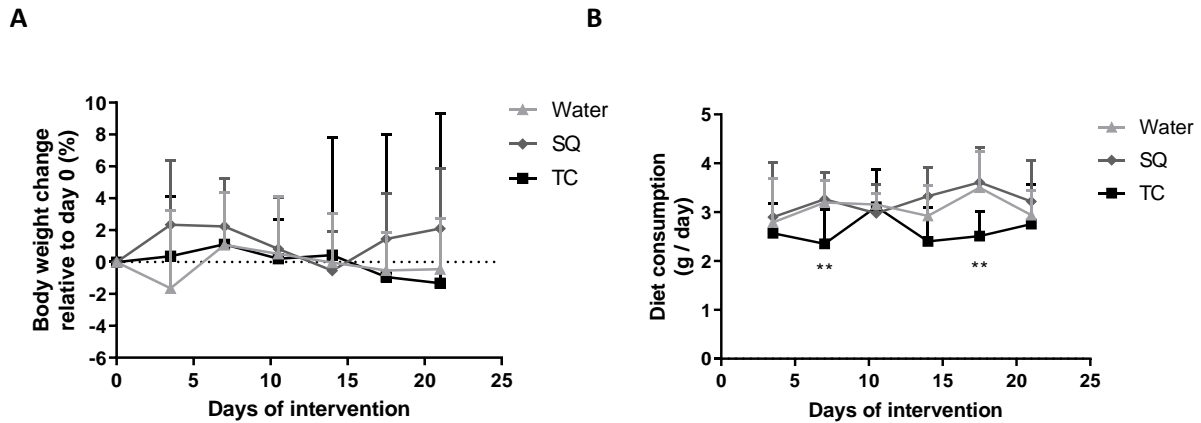 A
B
Body weight change
relative to day 0 (%)
10
8
6
4
2
0
-2
-4
-6
0
5
10
15
20
25
Days of intervention
Water
SQ
TC
Diet consumption
(g / day)
5
4
3
2
1
0
**
**
0
5
10
15
20
25
Days of intervention
Water
SQ
TC